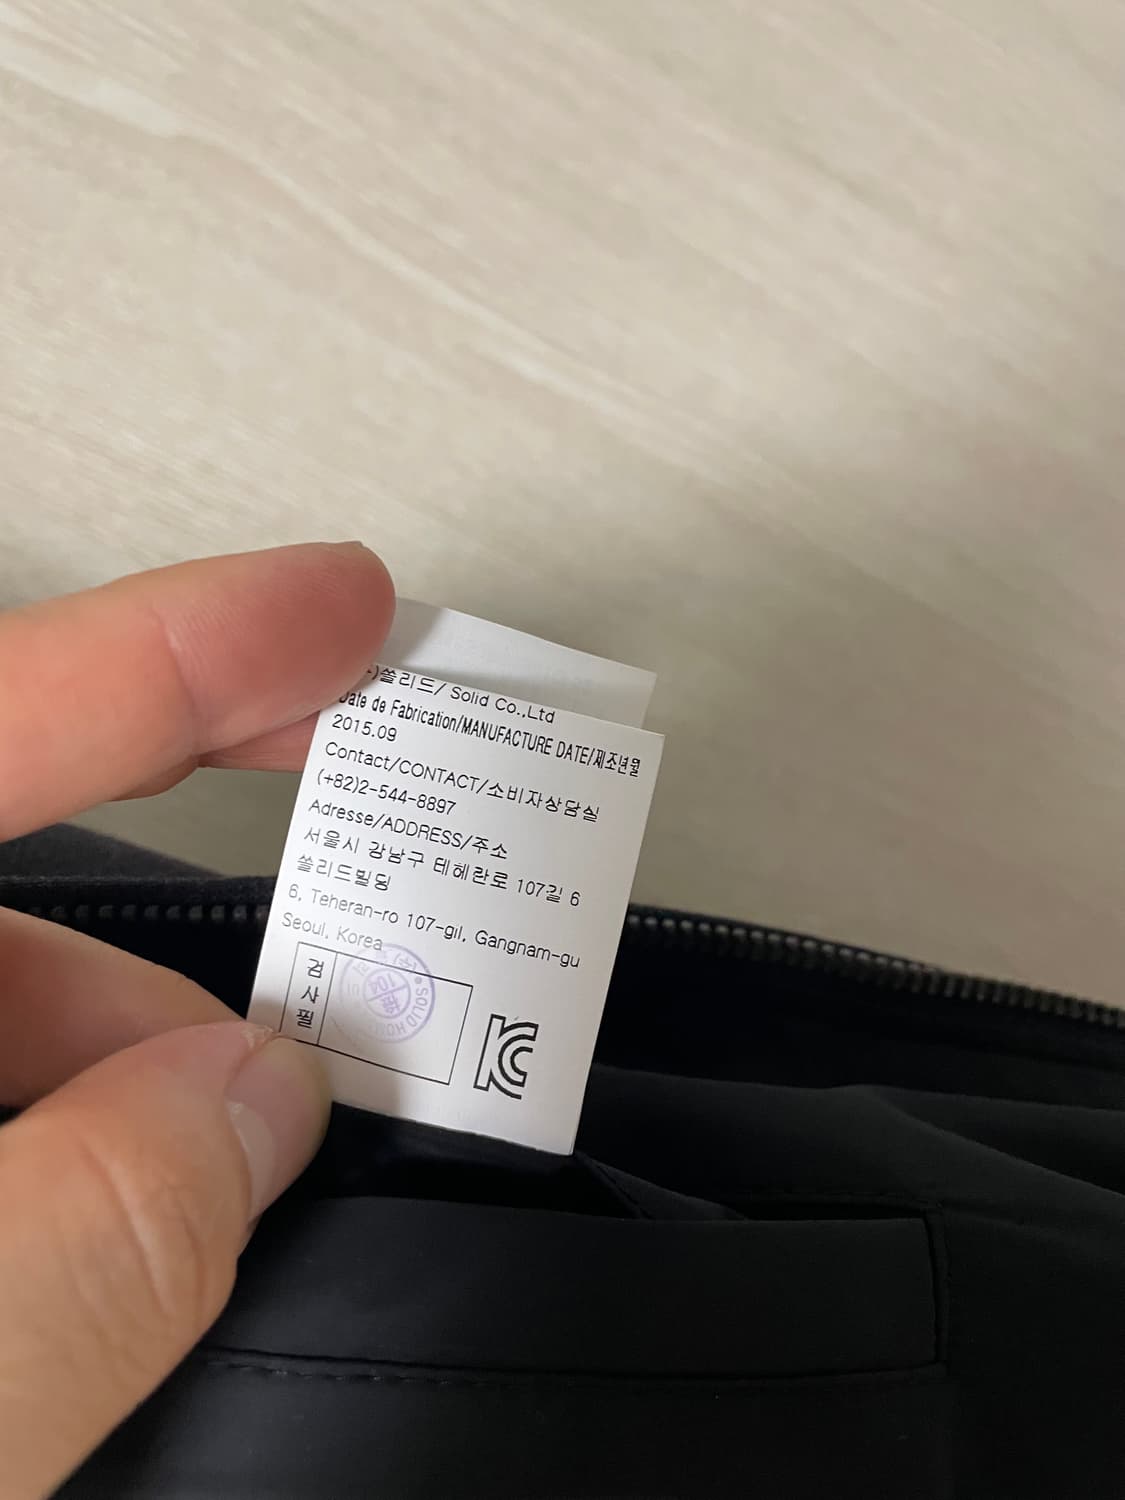 )쏠리드/ Solid Co.,Ltd
Date de Fabrication/MANUFACTURE DATE/제조년월
2015.09
Contact/CONTACT/소비자상담실
(+82)2-544-8897
Adresse/ADDRESS/주소
서울시 강남구 테헤란로 107길 6
쏠리드빌딩
6, Teheran-ro 107-gil, Gangnam-gu
Seoul, Korea
검사필
104
SOLID
KC